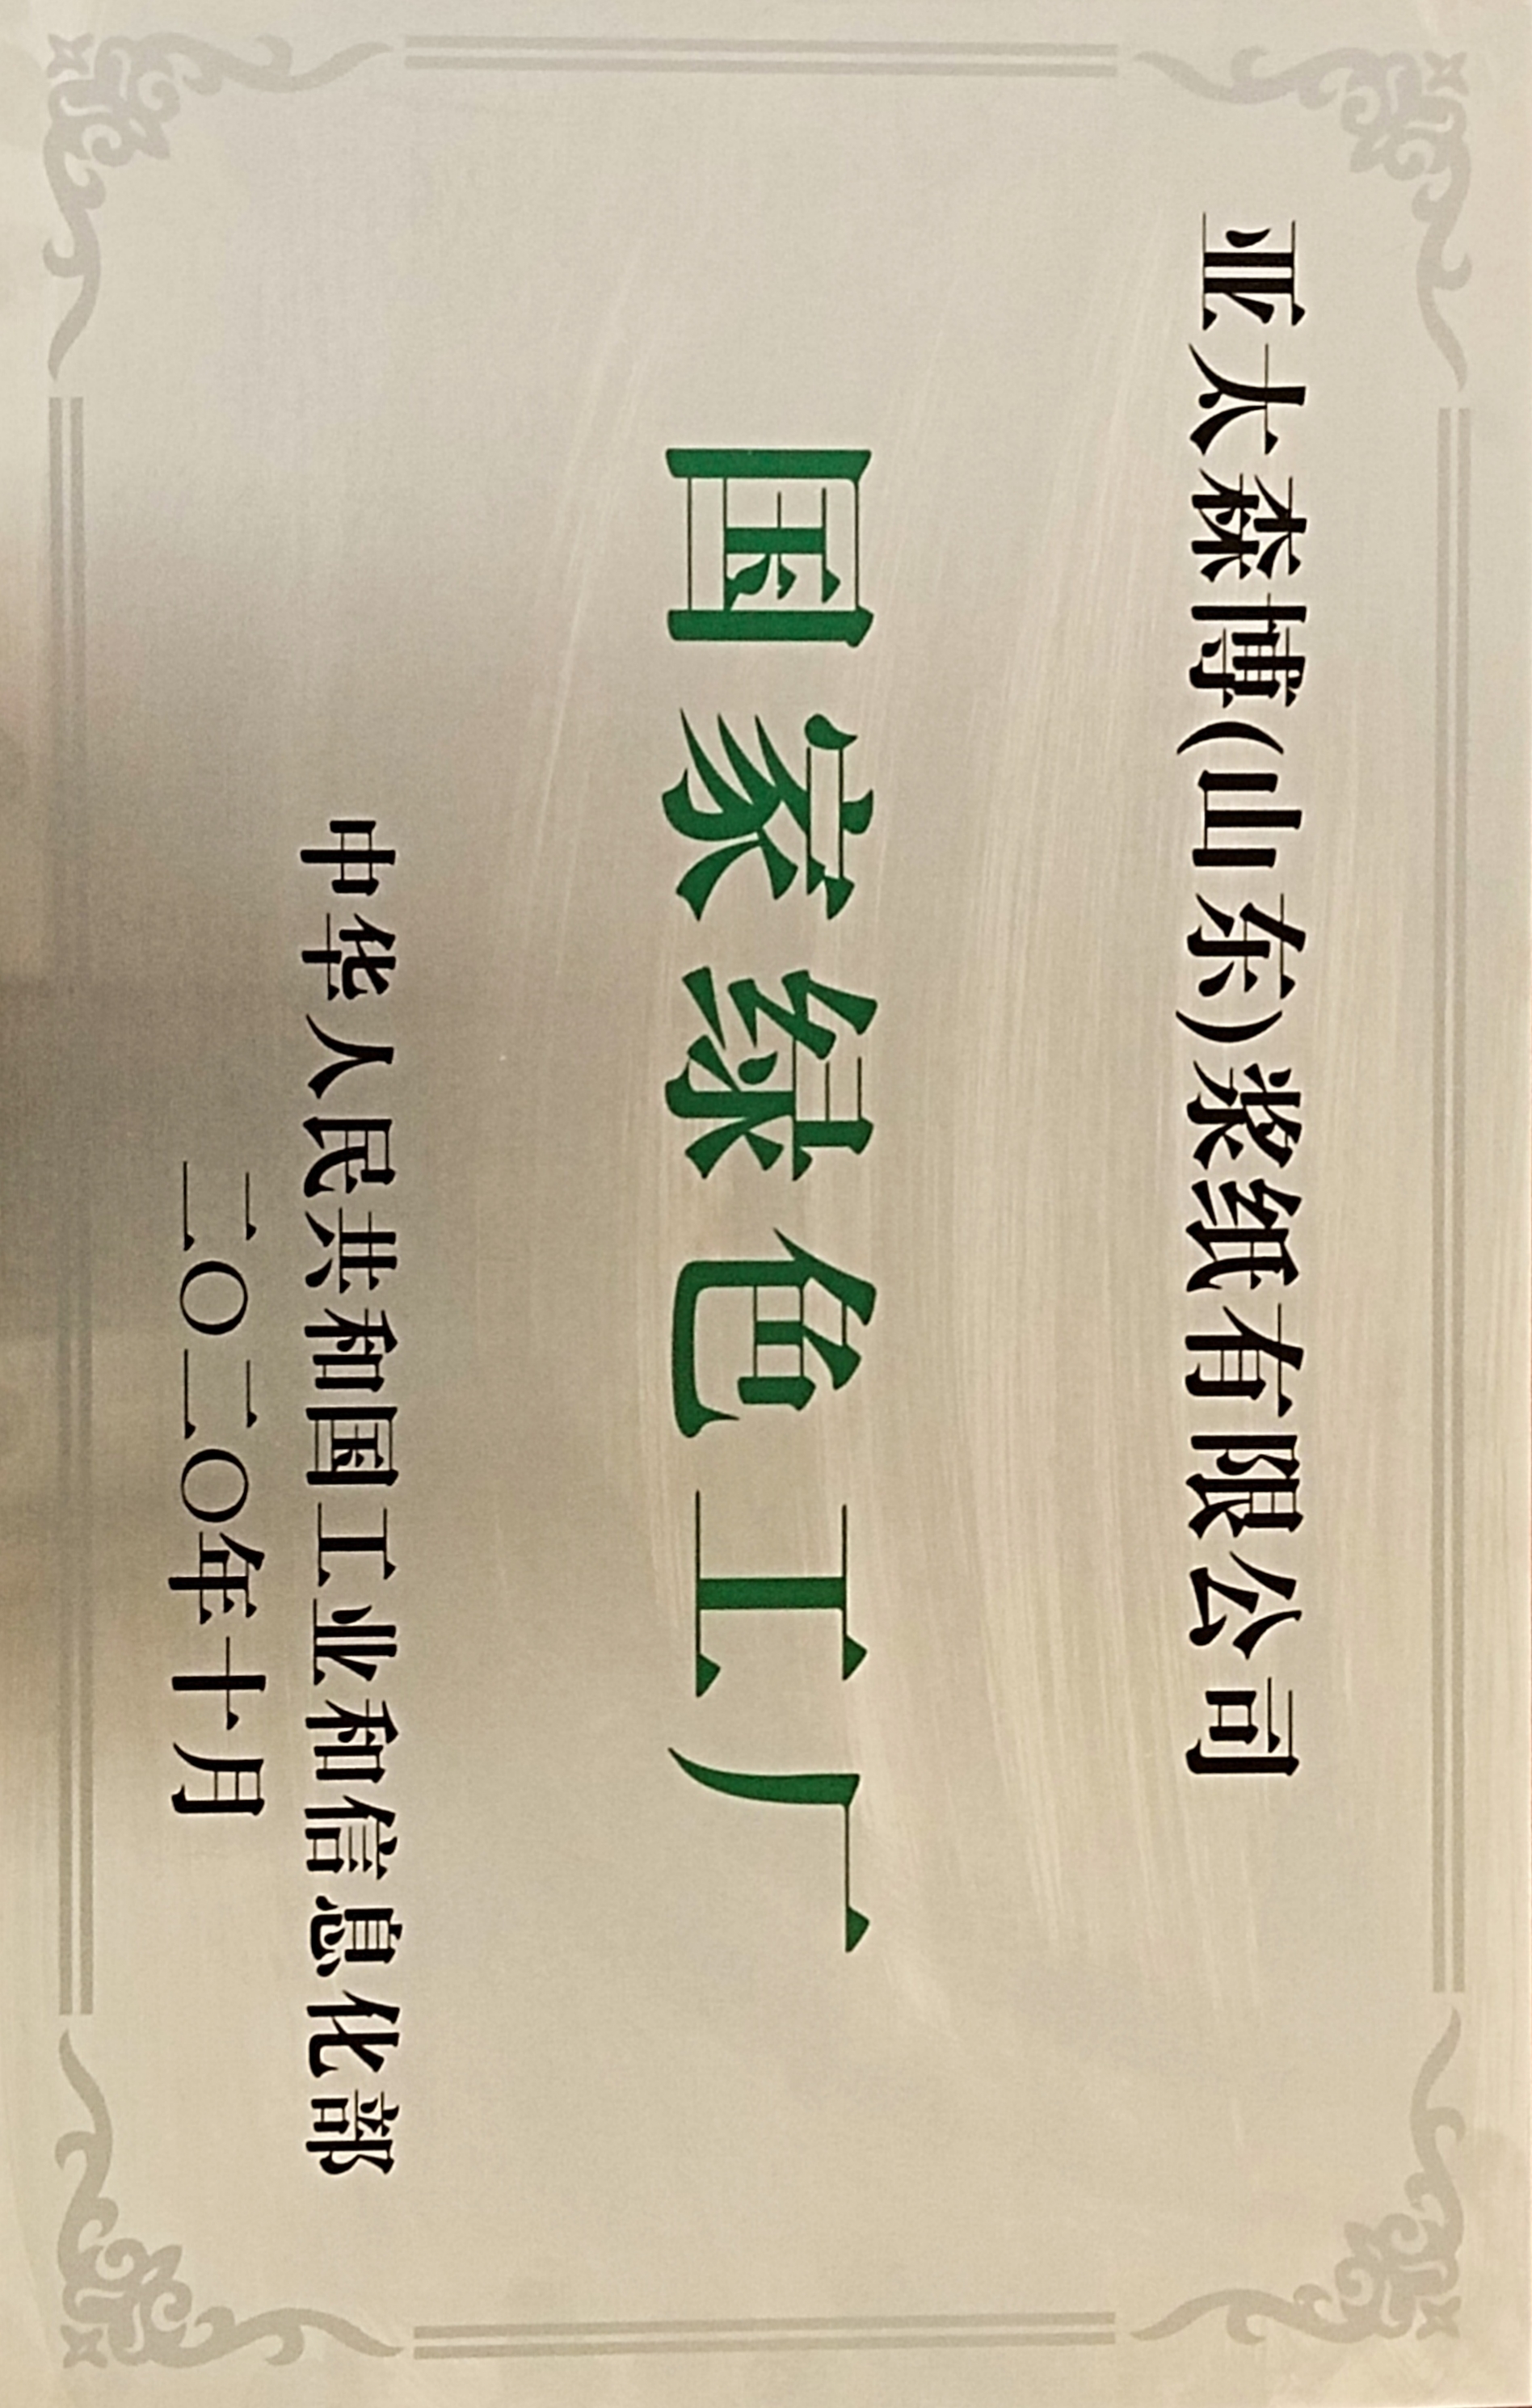 亚太森博(山东)浆纸有限公司
国家绿色工厂
中华人民共和国工业和信息化部
二〇二〇年十月